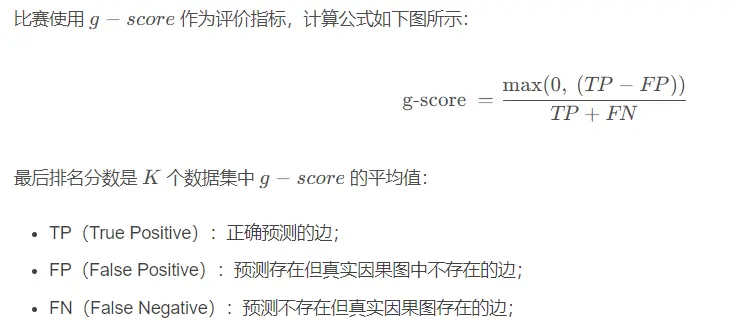 比赛使用 g − score 作为评价指标，计算公式如下图所示：
g-score = max(0, (TP − FP)) / TP + FN
最后排名分数是 K 个数据集中 g − score 的平均值：
• TP（True Positive）：正确预测的边；
• FP（False Positive）：预测存在但真实因果图中不存在的边；
• FN（False Negative）：预测不存在但真实因果图存在的边；